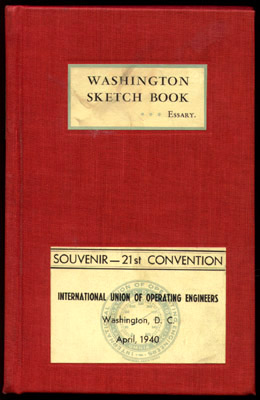 WASHINGTON
SKETCH BOOK
Essary.
SOUVENIR — 21st CONVENTION
INTERNATIONAL UNION OF OPERATING ENGINEERS
Washington, D. C.
April, 1940